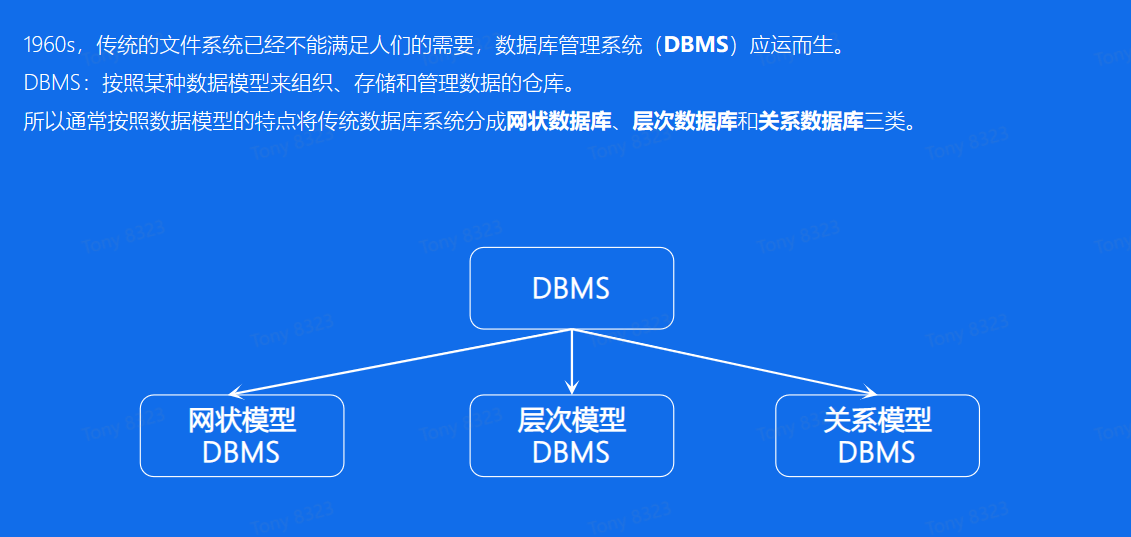 1960s，传统的文件系统已经不能满足人们的需要，数据库管理系统（DBMS）应运而生。
DBMS：按照某种数据模型来组织、存储和管理数据的仓库。
所以通常按照数据模型的特点将传统数据库系统分成网状数据库、层次数据库和关系数据库三类。
Tony 8323
DBMS
网状模型
DBMS
层次模型
DBMS
关系模型
DBMS